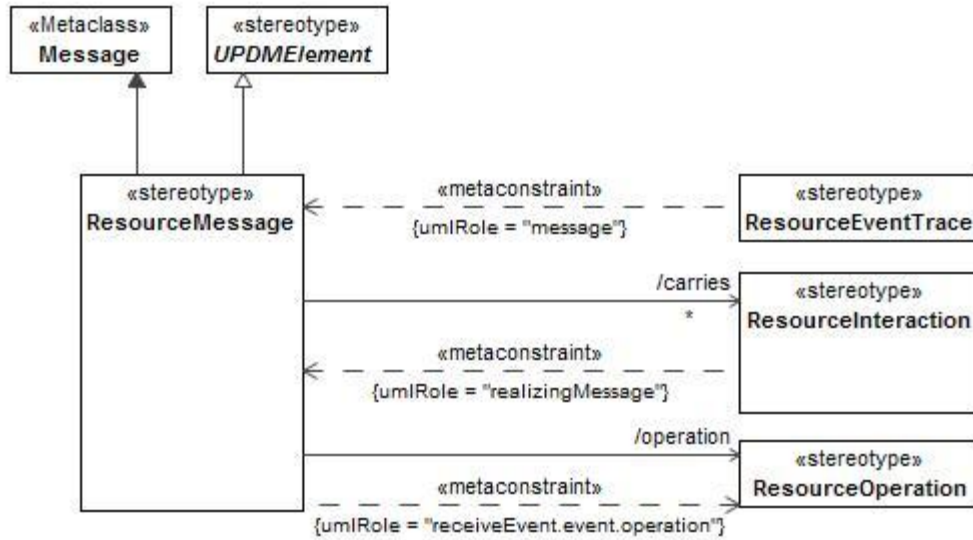 «Metaclass»
Message
«stereotype»
UPDMElement
«stereotype»
ResourceMessage
«metaconstraint»
{umlRole = "message"}
«stereotype»
ResourceEventTrace
/carries
*
«stereotype»
ResourceInteraction
«metaconstraint»
{umlRole = "realizingMessage"}
/operation
«stereotype»
ResourceOperation
«metaconstraint»
{umlRole = "receiveEvent.event.operation"}